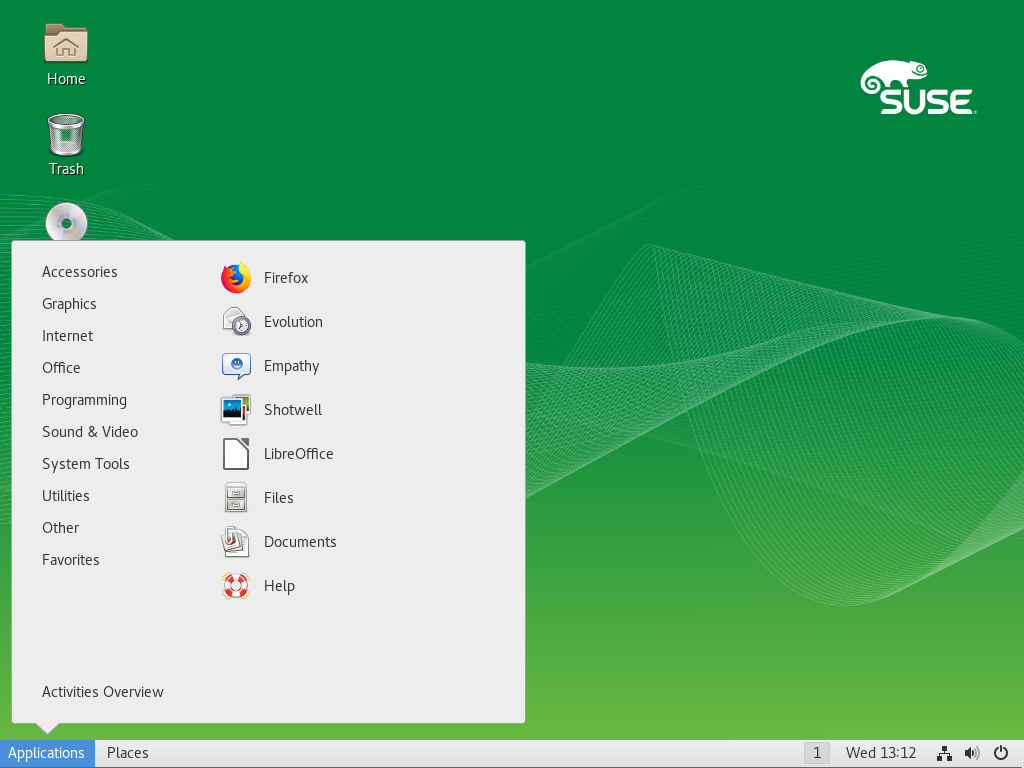 Home
Trash
SUSE
Accessories
Graphics
Internet
Office
Programming
Sound & Video
System Tools
Utilities
Other
Favorites
Firefox
Evolution
Empathy
Shotwell
LibreOffice
Files
Documents
Help
Activities Overview
Applications
Places
1
Wed 13:12